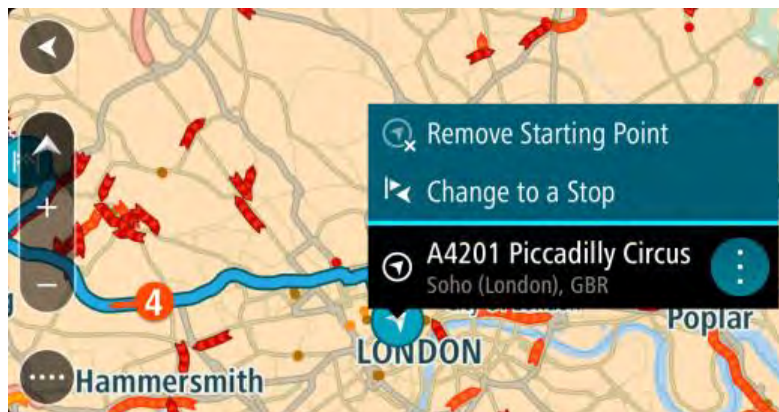 Remove Starting Point
Change to a Stop
A4201 Piccadilly Circus
Soho (London), GBR
Poplar
4
LONDON
Hammersmith